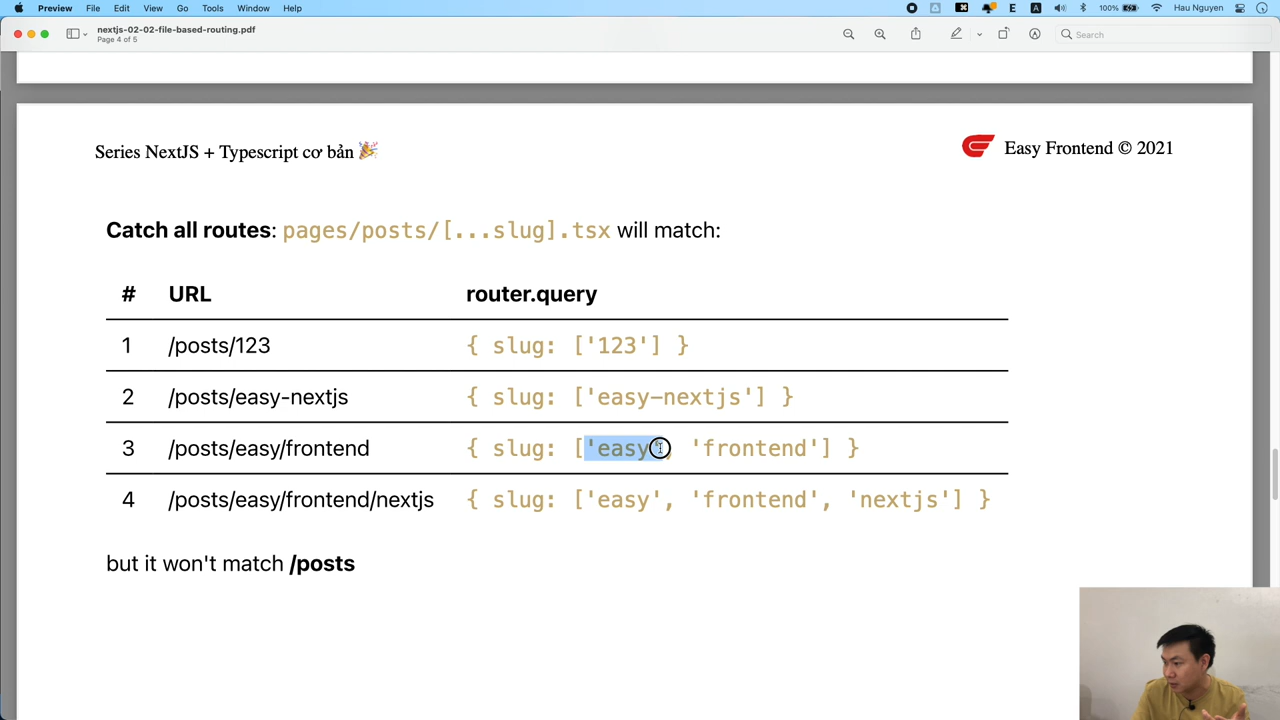 Preview File Edit View Go Tools Window Help 100% Hau Nguyen
nextjs-02-02-file-based-routing.pdf
Page 4 of 5
Search
Series NextJS + Typescript cơ bản 🎉
Easy Frontend © 2021
Catch all routes: pages/posts/[...slug].tsx will match:
# URL router.query
1 /posts/123 { slug: ['123'] }
2 /posts/easy-nextjs { slug: ['easy-nextjs'] }
3 /posts/easy/frontend { slug: ['easy', 'frontend'] }
4 /posts/easy/frontend/nextjs { slug: ['easy', 'frontend', 'nextjs'] }
but it won't match /posts